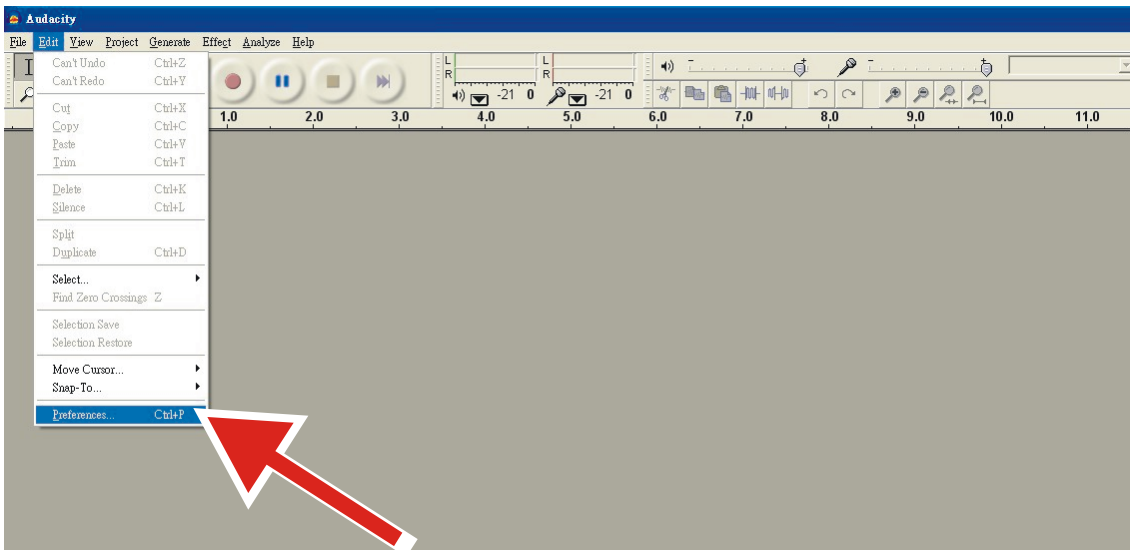 Audacity
File Edit View Project Generate Effect Analyze Help
Can't Undo Ctrl+Z
Can't Redo Ctrl+Y
Cut Ctrl+X
Copy Ctrl+C
Paste Ctrl+V
Trim Ctrl+T
Delete Ctrl+K
Silence Ctrl+L
Split
Duplicate Ctrl+D
Select...
Find Zero Crossings Z
Selection Save
Selection Restore
Move Cursor...
Snap-To...
Preferences... Ctrl+P
L L
R R
-21 0 -21 0
1.0 2.0 3.0 4.0 5.0 6.0 7.0 8.0 9.0 10.0 11.0